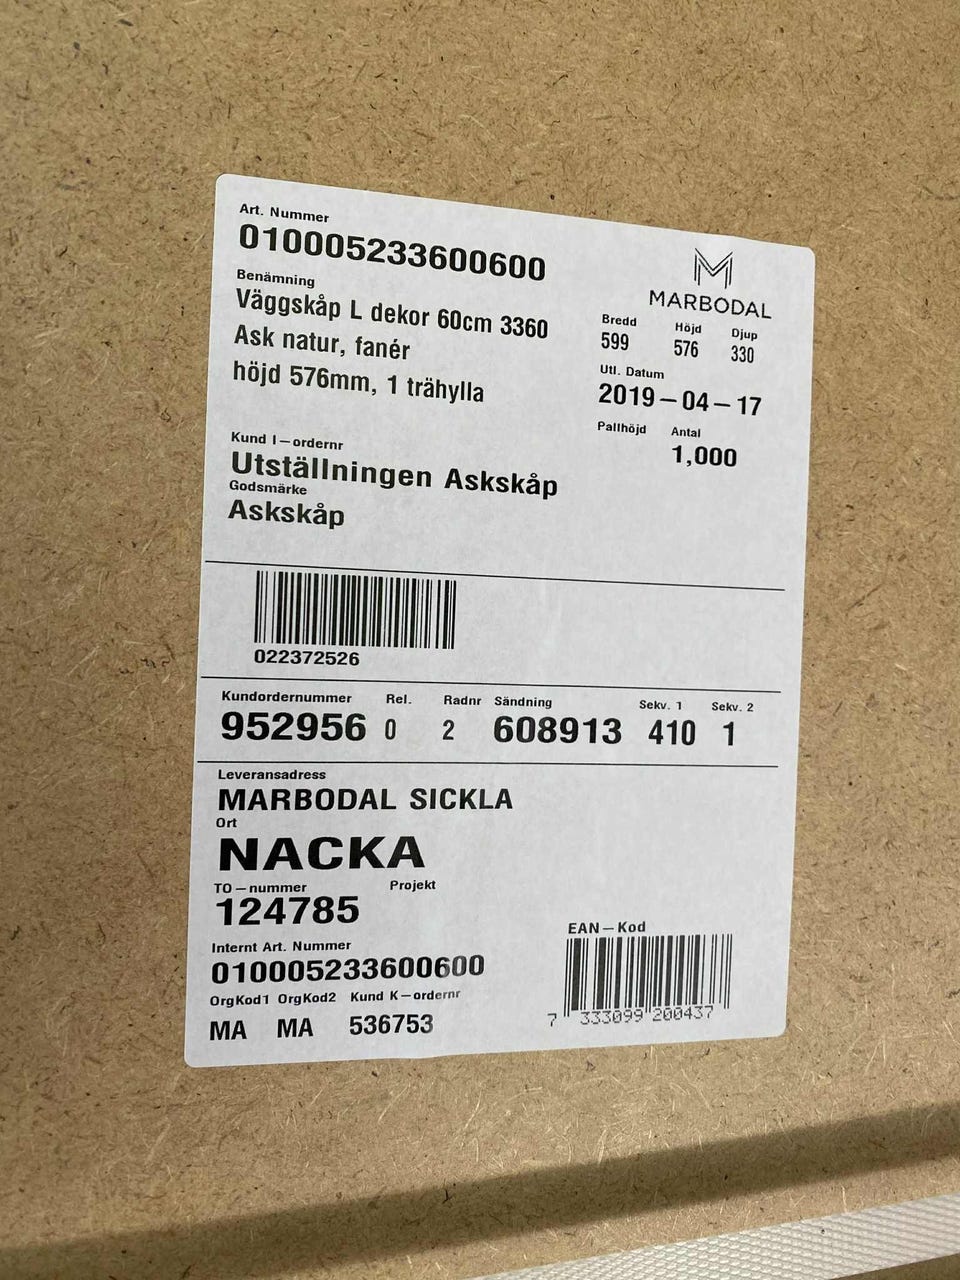 Art. Nummer
010005233600600
MARBODAL
Benämning
Väggskåp L dekor 60cm 3360
Ask natur, fanér
höjd 576mm, 1 trähylla
Bredd Höjd Djup
599 576 330
Utl. Datum
2019-04-17
Pallhöjd Antal
1,000
Kund I-ordernr
Utställningen Askskåp
Godsmärke
Askskåp
022372526
Kundordernummer Rel. Radnr Sändning Sekv. 1 Sekv. 2
952956 0 2 608913 410 1
Leveransadress
MARBODAL SICKLA
Ort
NACKA
TO-nummer Projekt
124785
Internt Art. Nummer
010005233600600
OrgKod1 OrgKod2 Kund K-ordernr
MA MA 536753
EAN-Kod
7 333099 200437